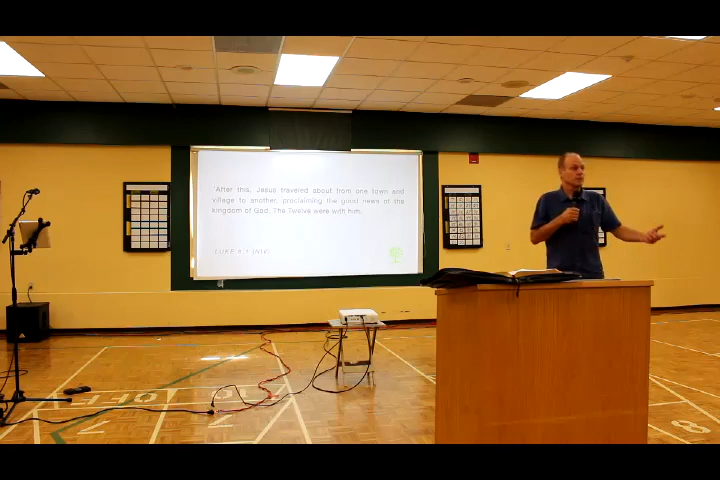 After this, Jesus traveled about from one town and
village to another, proclaiming the good news of the
kingdom of God. The Twelve were with him.
LUKE 8:1 (NIV)
8